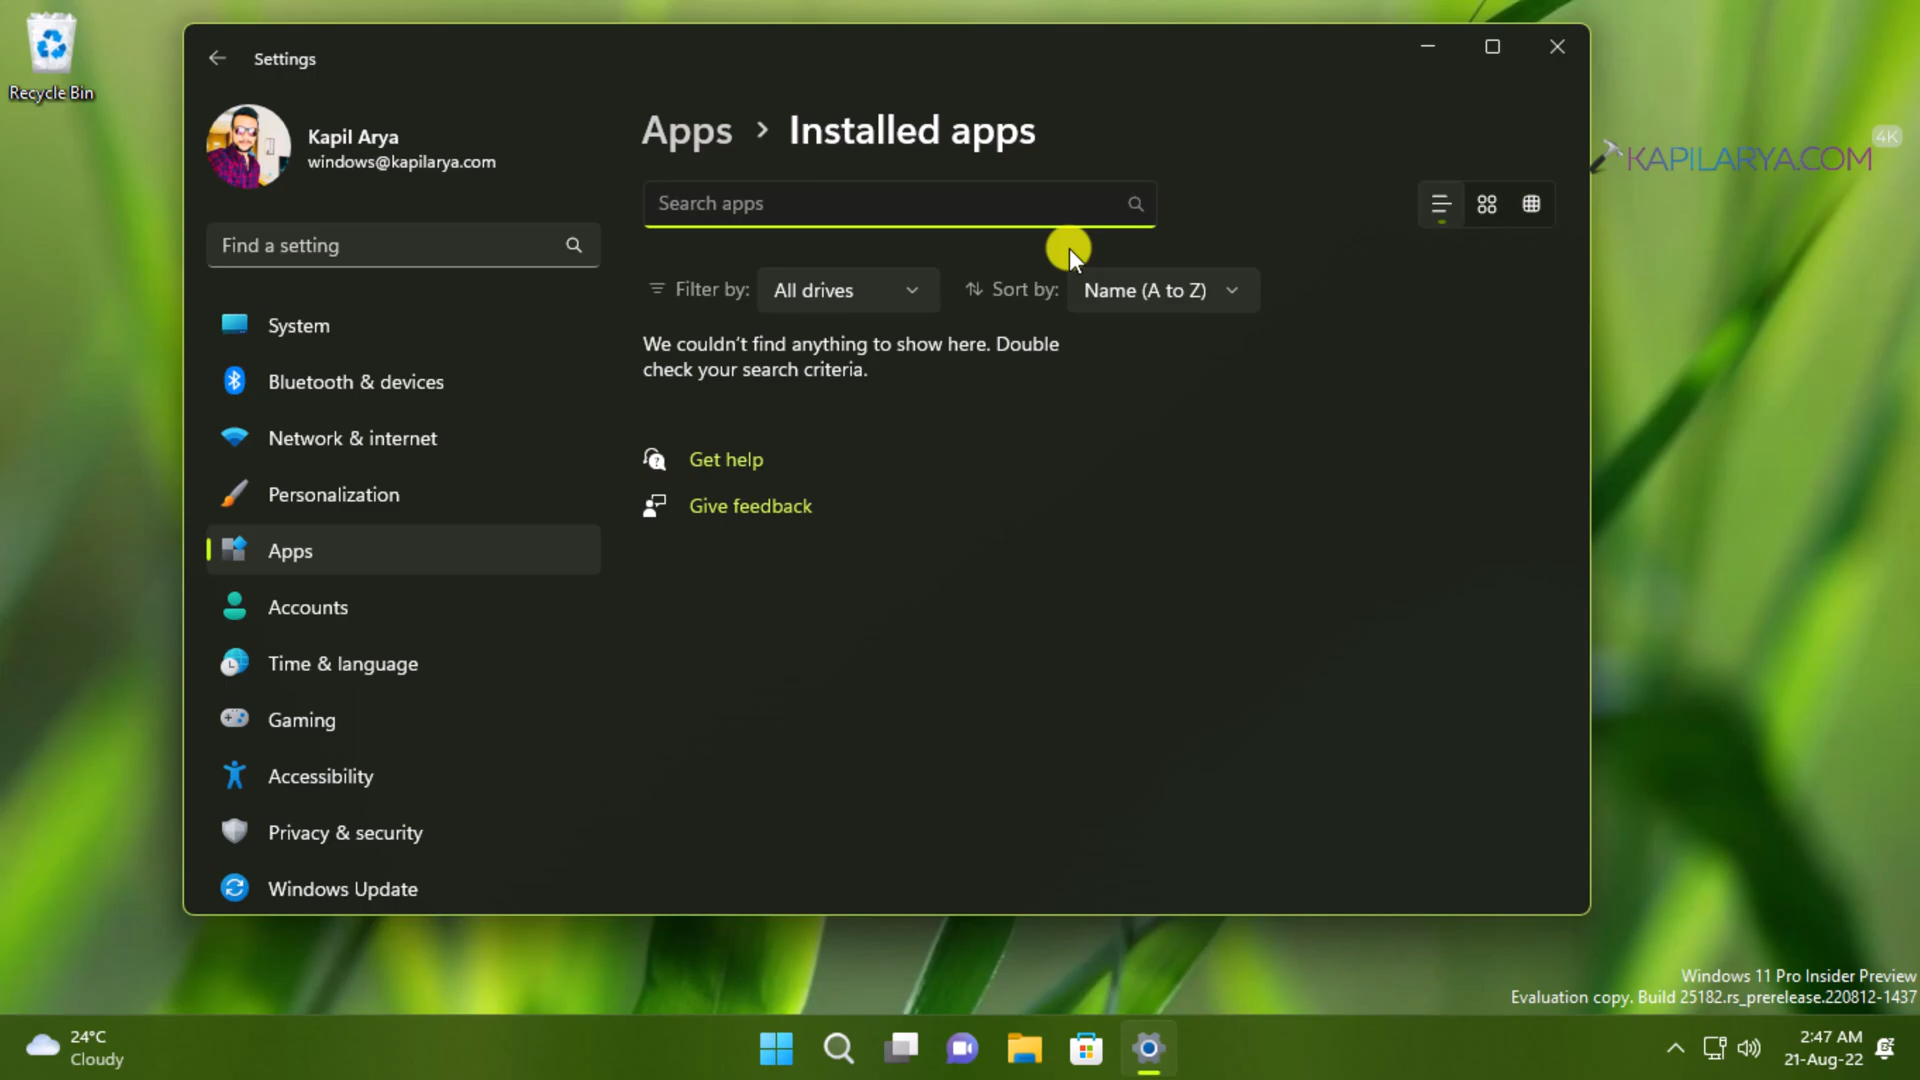 Recycle Bin
Settings
Kapil Arya
windows@kapilarya.com
Find a setting
System
Bluetooth & devices
Network & internet
Personalization
Apps
Accounts
Time & language
Gaming
Accessibility
Privacy & security
Windows Update
Apps > Installed apps
Search apps
Filter by: All drives Sort by: Name (A to Z)
We couldn't find anything to show here. Double
check your search criteria.
Get help
Give feedback
4K
KAPILARYA.COM
Windows 11 Pro Insider Preview
Evaluation copy. Build 25182.rs_prerelease.220812-1437
24°C
Cloudy
2:47 AM
21-Aug-22